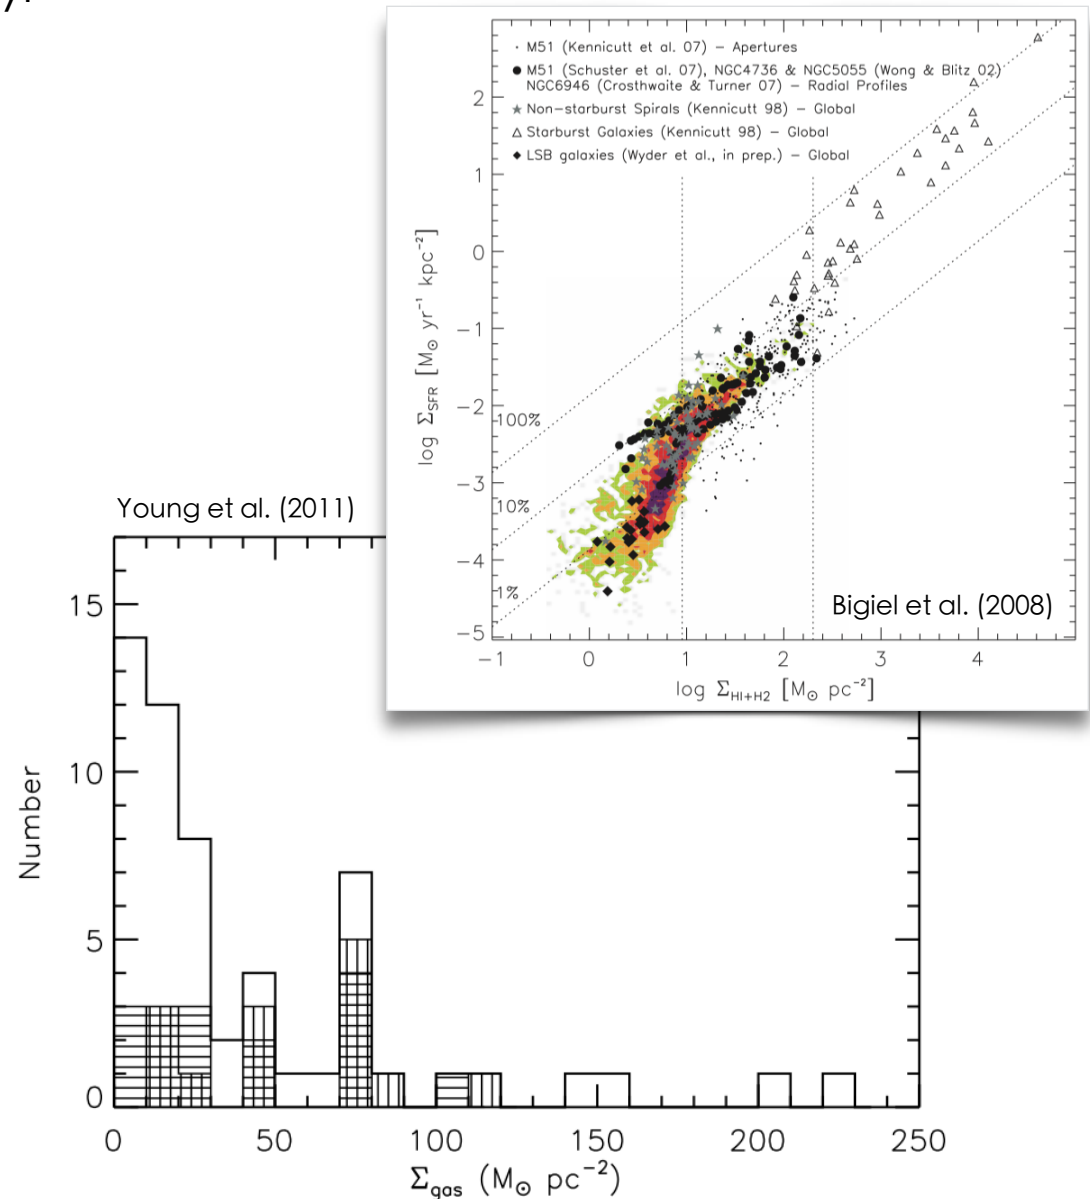 y.
M51 (Kennicutt et al. 07) – Apertures
M51 (Schuster et al. 07), NGC4736 & NGC5055 (Wong & Blitz 02)
NGC6946 (Crosthwaite & Turner 07) – Radial Profiles
Non–starburst Spirals (Kennicutt 98) – Global
Starburst Galaxies (Kennicutt 98) – Global
LSB galaxies (Wyder et al., in prep.) – Global
2
1
0
−1
−2
−3
−4
−5
log Σ_SFR [M⊙ yr⁻¹ kpc⁻²]
100%
10%
1%
Bigiel et al. (2008)
−1 0 1 2 3 4
log Σ_HI+H2 [M⊙ pc⁻²]
Young et al. (2011)
15
10
5
0
Number
0 50 100 150 200 250
Σ_gas (M⊙ pc⁻²)